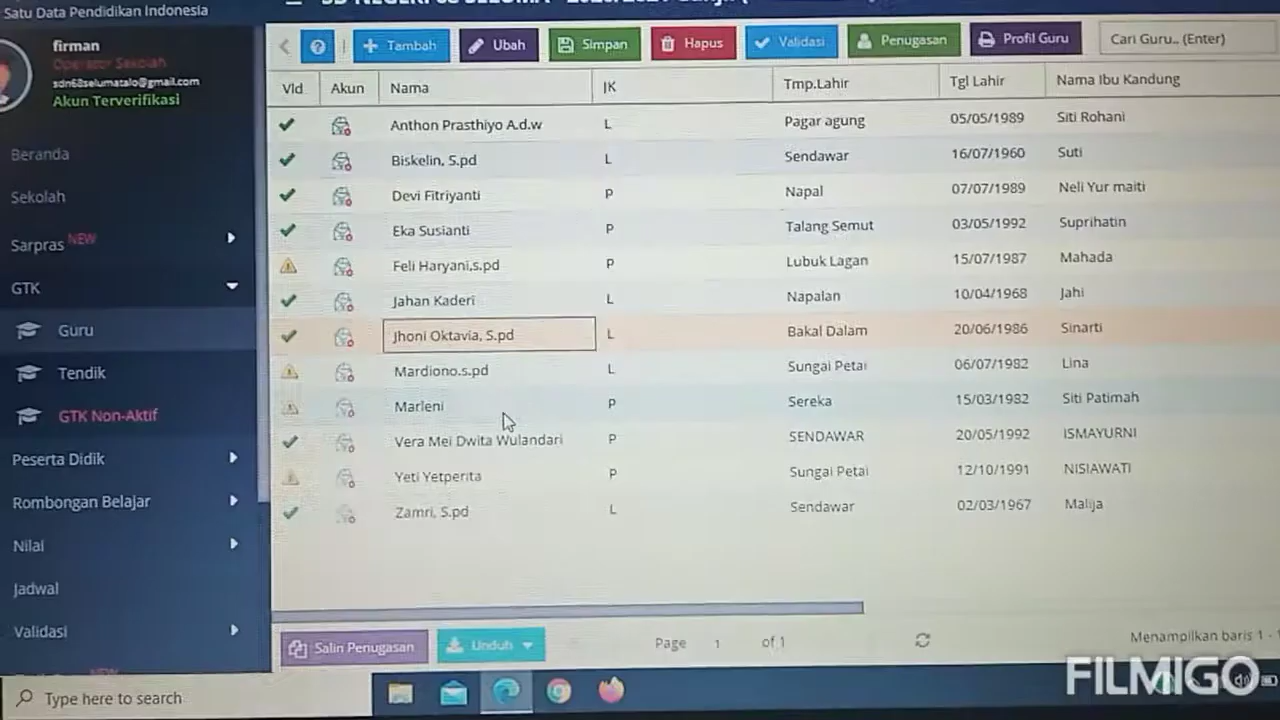 Satu Data Pendidikan Indonesia
firman
Operator Sekolah
sdn68selumatalo@gmail.com
Akun Terverifikasi
Beranda
Sekolah
Sarpras NEW
GTK
Guru
Tendik
GTK Non-Aktif
Peserta Didik
Rombongan Belajar
Nilai
Jadwal
Validasi
NEW
Tambah Ubah Simpan Hapus Validasi Penugasan Profil Guru Cari Guru.. (Enter)
Vld Akun Nama JK Tmp.Lahir Tgl Lahir Nama Ibu Kandung
Anthon Prasthiyo A.d.w L Pagar agung 05/05/1989 Siti Rohani
Biskelin, S.pd L Sendawar 16/07/1960 Suti
Devi Fitriyanti P Napal 07/07/1989 Neli Yur maiti
Eka Susianti P Talang Semut 03/05/1992 Suprihatin
Feli Haryani,s.pd P Lubuk Lagan 15/07/1987 Mahada
Jahan Kaderi L Napalan 10/04/1968 Jahi
Jhoni Oktavia, S.pd L Bakal Dalam 20/06/1986 Sinarti
Mardiono.s.pd L Sungai Petai 06/07/1982 Lina
Marleni P Sereka 15/03/1982 Siti Patimah
Vera Mei Dwita Wulandari P SENDAWAR 20/05/1992 ISMAYURNI
Yeti Yetperita P Sungai Petai 12/10/1991 NISIAWATI
Zamri, S.pd L Sendawar 02/03/1967 Malija
Salin Penugasan Unduh Page 1 of 1 Menampilkan baris 1 -
Type here to search
FILMIGO